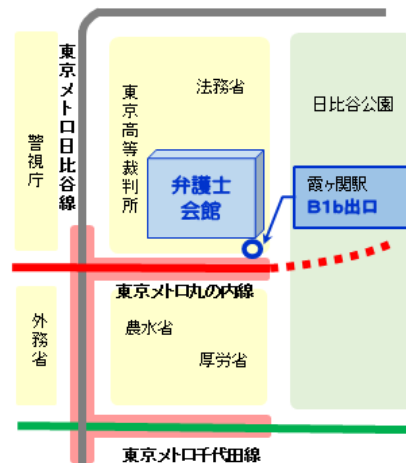 東京メトロ日比谷線
警視庁
東京高等裁判所
法務省
日比谷公園
弁護士
会館
霞ヶ関駅
B1b出口
東京メトロ丸の内線
外務省
農水省
厚労省
東京メトロ千代田線